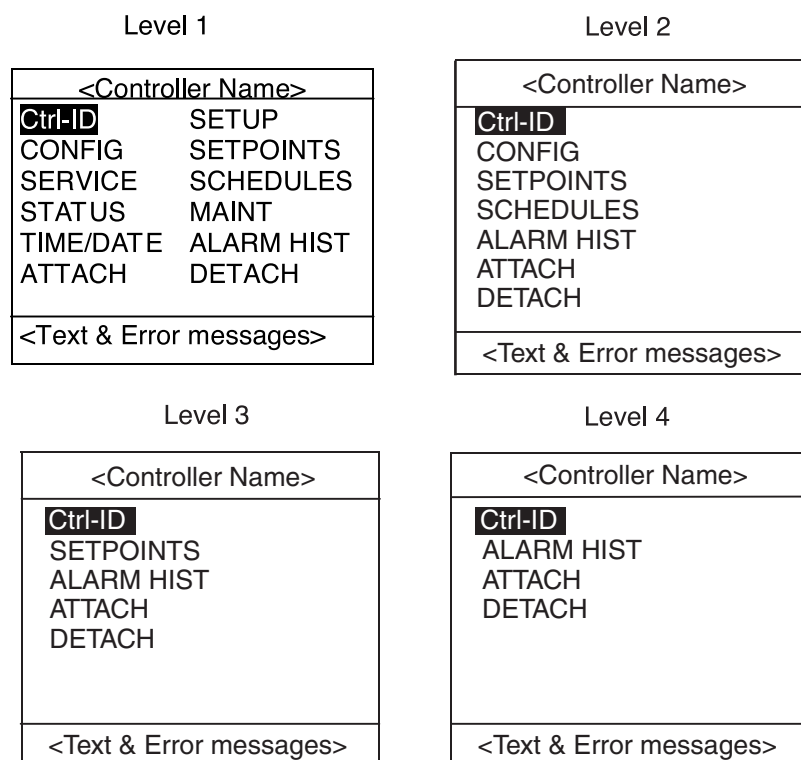 Level 1
<Controller Name>
Ctrl-ID SETUP
CONFIG SETPOINTS
SERVICE SCHEDULES
STATUS MAINT
TIME/DATE ALARM HIST
ATTACH DETACH
<Text & Error messages>
Level 2
<Controller Name>
Ctrl-ID
CONFIG
SETPOINTS
SCHEDULES
ALARM HIST
ATTACH
DETACH
<Text & Error messages>
Level 3
<Controller Name>
Ctrl-ID
SETPOINTS
ALARM HIST
ATTACH
DETACH
<Text & Error messages>
Level 4
<Controller Name>
Ctrl-ID
ALARM HIST
ATTACH
DETACH
<Text & Error messages>